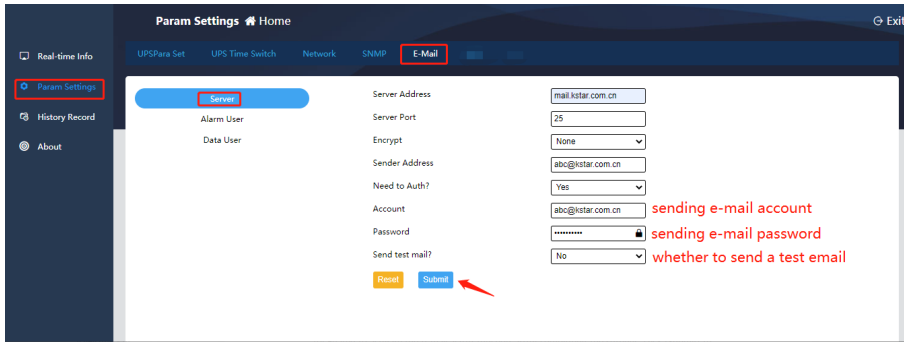 Param Settings Home
Exit
Real-time Info
Param Settings
History Record
About
UPSPara Set UPS Time Switch Network SNMP E-Mail
Server
Alarm User
Data User
Server Address mail.kstar.com.cn
Server Port 25
Encrypt None
Sender Address abc@kstar.com.cn
Need to Auth? Yes
Account abc@kstar.com.cn sending e-mail account
Password •••••••••• sending e-mail password
Send test mail? No whether to send a test email
Reset Submit